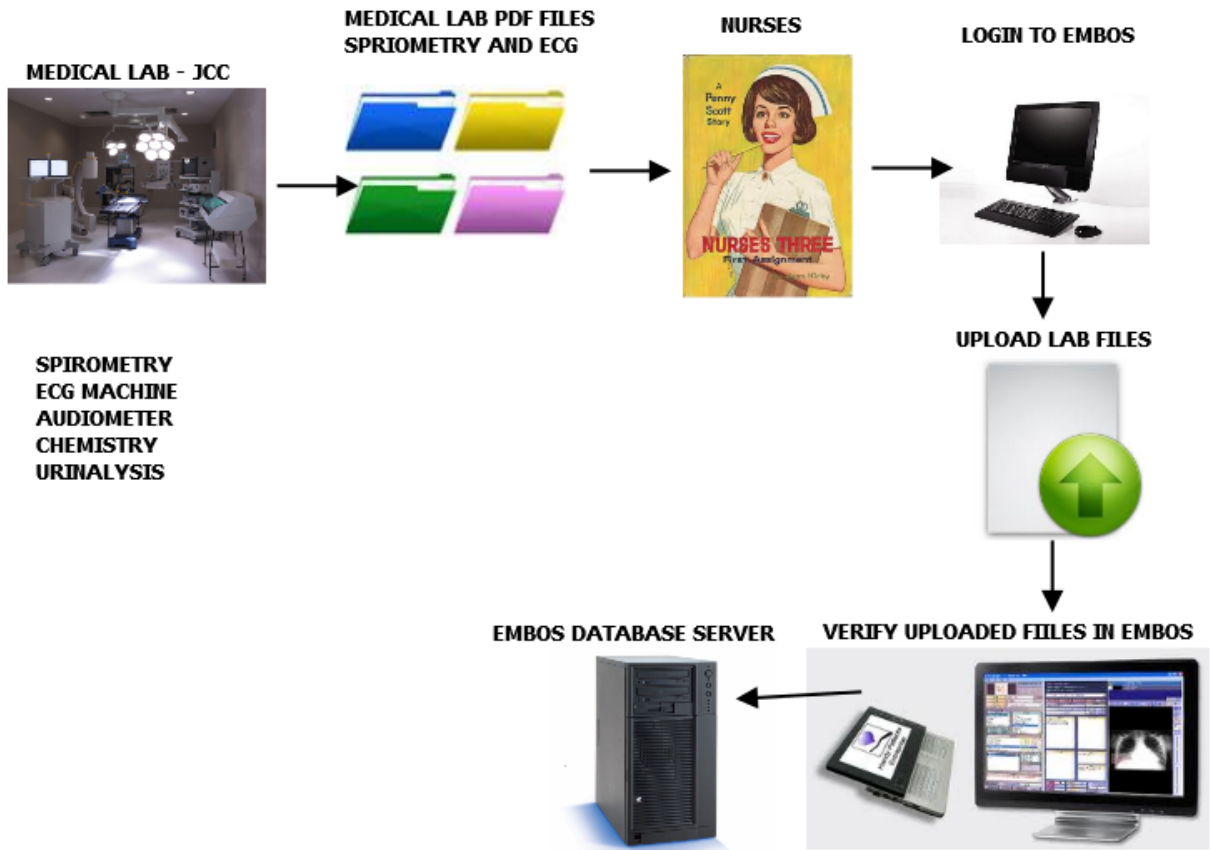 MEDICAL LAB PDF FILES
SPRIOMETRY AND ECG
NURSES
LOGIN TO EMBOS
MEDICAL LAB - JCC
A
Penny
Scott
Story
NURSES THREE
First Assignment
UPLOAD LAB FILES
SPIROMETRY
ECG MACHINE
AUDIOMETER
CHEMISTRY
URINALYSIS
EMBOS DATABASE SERVER
VERIFY UPLOADED FIILES IN EMBOS